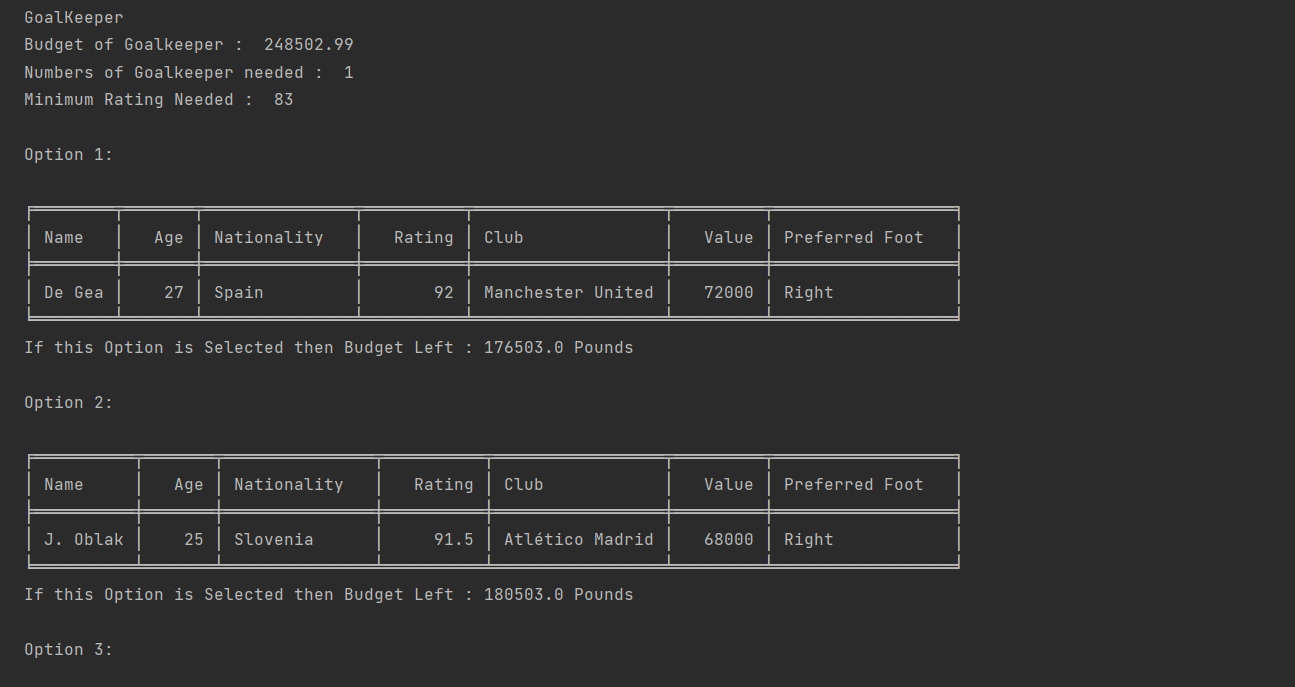 GoalKeeper
Budget of Goalkeeper :  248502.99
Numbers of Goalkeeper needed :  1
Minimum Rating Needed :  83
Option 1:
Name Age Nationality Rating Club Value Preferred Foot
De Gea 27 Spain 92 Manchester United 72000 Right
If this Option is Selected then Budget Left : 176503.0 Pounds
Option 2:
Name Age Nationality Rating Club Value Preferred Foot
J. Oblak 25 Slovenia 91.5 Atlético Madrid 68000 Right
If this Option is Selected then Budget Left : 180503.0 Pounds
Option 3: